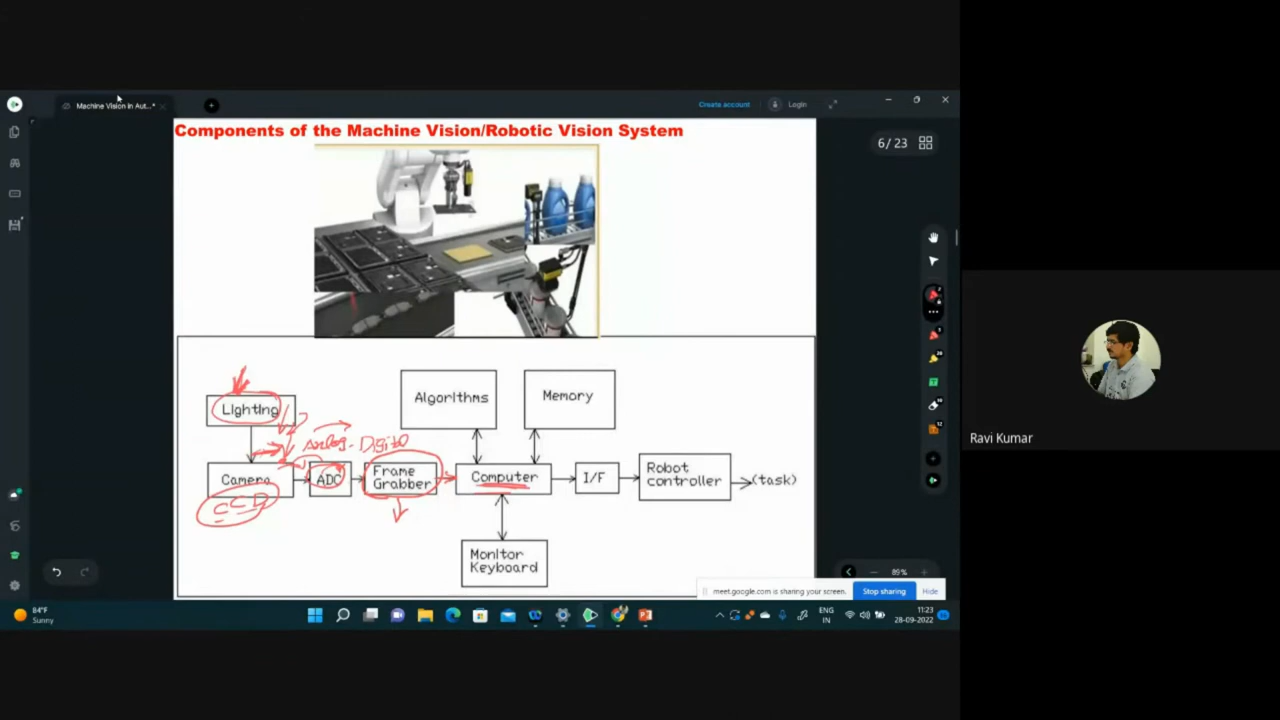 Machine Vision in Aut...*
Create account
Login
Components of the Machine Vision/Robotic Vision System
6/ 23
Lighting
Algorithms
Memory
Analog - Digital
Camera
ADC
Frame
Grabber
Computer
I/F
Robot
controller
(task)
CCD
Monitor
Keyboard
Ravi Kumar
89%
meet.google.com is sharing your screen.
Stop sharing
Hide
84°F
Sunny
ENG
IN
11:23
28-09-2022